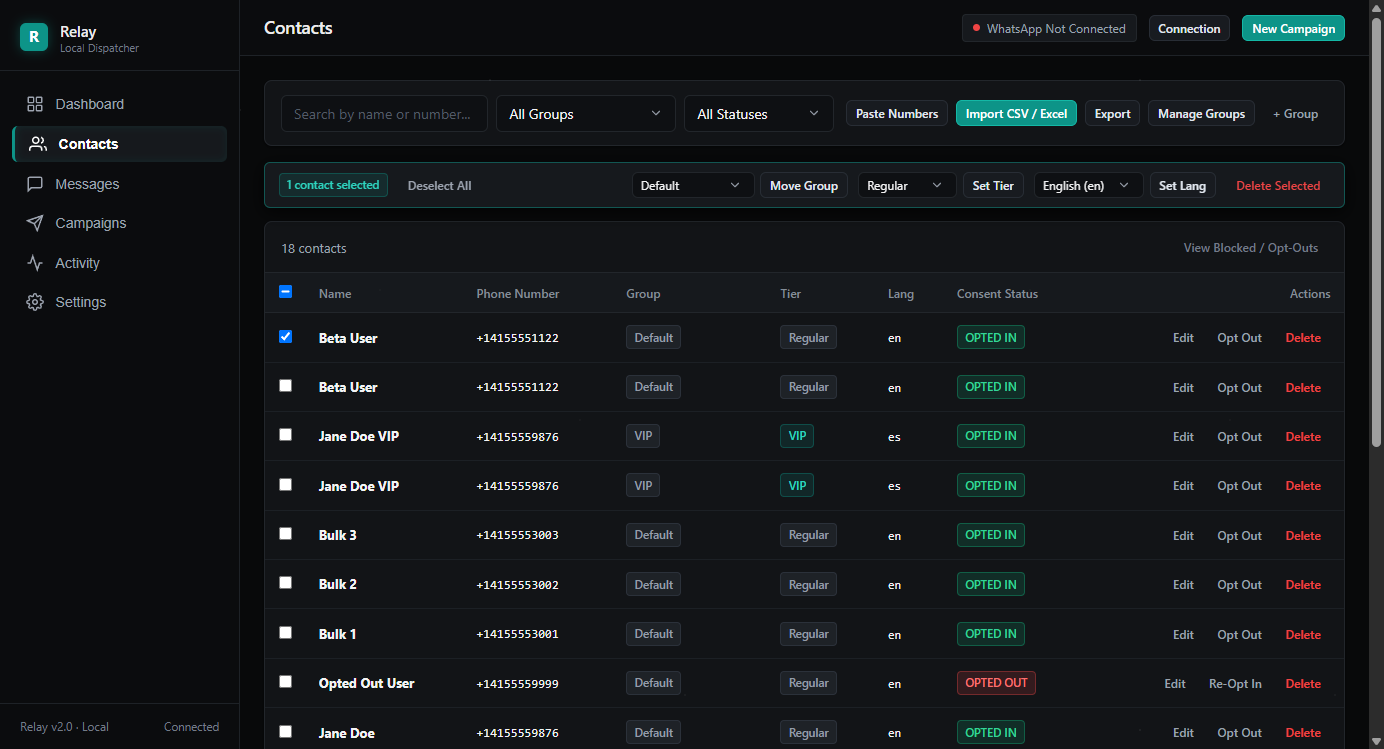 R
Relay
Local Dispatcher
Dashboard
Contacts
Messages
Campaigns
Activity
Settings
Relay v2.0 · Local Connected
Contacts
WhatsApp Not Connected Connection New Campaign
Search by name or number... All Groups All Statuses Paste Numbers Import CSV / Excel Export Manage Groups + Group
1 contact selected Deselect All Default Move Group Regular Set Tier English (en) Set Lang Delete Selected
18 contacts View Blocked / Opt-Outs
Name Phone Number Group Tier Lang Consent Status Actions
Beta User +14155551122 Default Regular en OPTED IN Edit Opt Out Delete
Beta User +14155551122 Default Regular en OPTED IN Edit Opt Out Delete
Jane Doe VIP +14155559876 VIP VIP es OPTED IN Edit Opt Out Delete
Jane Doe VIP +14155559876 VIP VIP es OPTED IN Edit Opt Out Delete
Bulk 3 +14155553003 Default Regular en OPTED IN Edit Opt Out Delete
Bulk 2 +14155553002 Default Regular en OPTED IN Edit Opt Out Delete
Bulk 1 +14155553001 Default Regular en OPTED IN Edit Opt Out Delete
Opted Out User +14155559999 Default Regular en OPTED OUT Edit Re-Opt In Delete
Jane Doe +14155559876 Default Regular en OPTED IN Edit Opt Out Delete